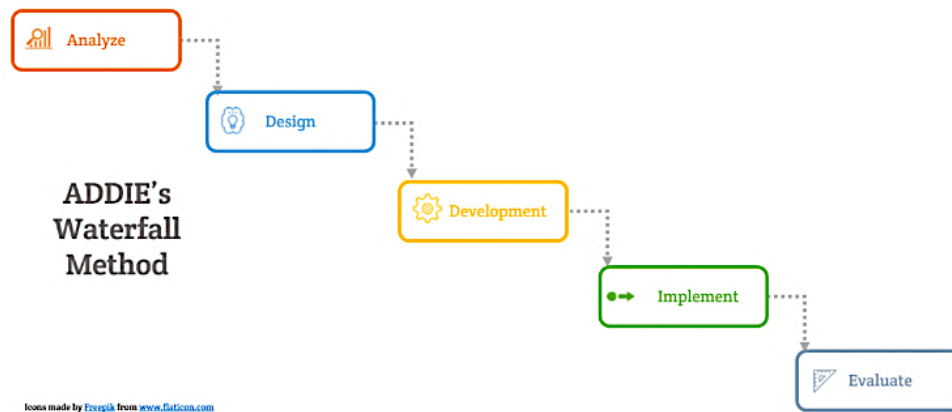 Analyze
Design
ADDIE's
Waterfall
Method
Development
Implement
Evaluate
Icons made by Freepik from www.flaticon.com